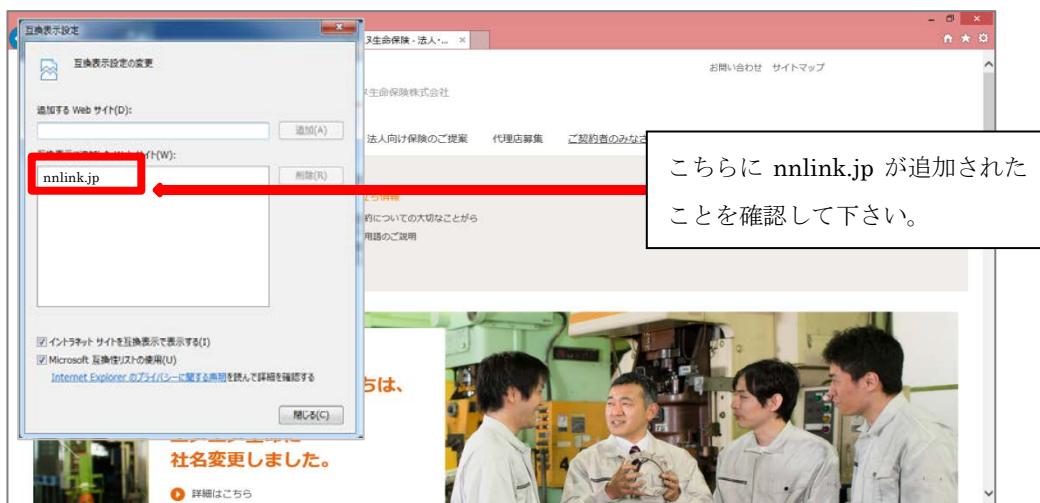 互換表示設定
ヌ生命保険 - 法人・...
互換表示設定の変更
お問い合わせ サイトマップ
生命保険株式会社
追加する Web サイト(D):
追加(A)
法人向け保険のご提案 代理店募集 ご契約者のみなさ
サイト(W):
nnlink.jp
削除(R)
こちらに nnlink.jp が追加された
ことを確認して下さい。
約についての大切なことがら
用語のご説明
イントラネット サイトを互換表示で表示する(I)
Microsoft 互換性リストの使用(U)
Internet Explorer のプライバシーに関する声明を読んで詳細を確認する
ちは、
閉じる(C)
社名変更しました。
詳細はこちら